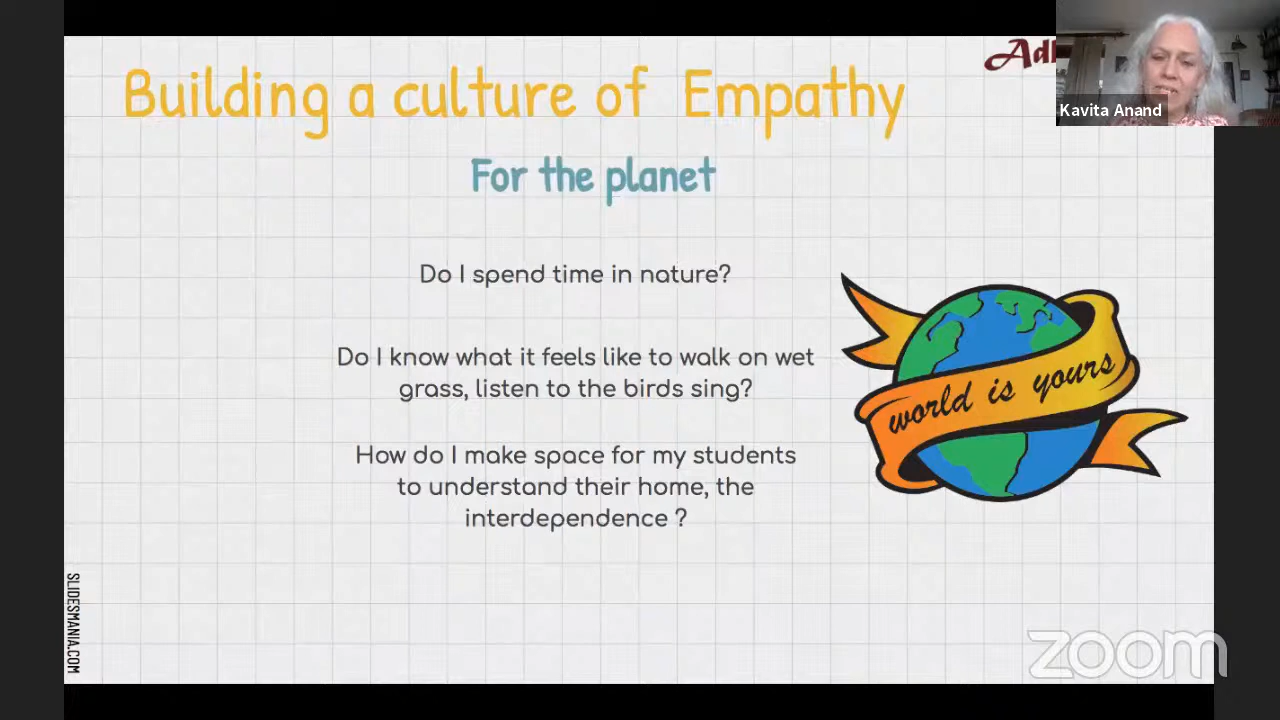 Building a culture of Empathy
For the planet
Kavita Anand
Do I spend time in nature?
Do I know what it feels like to walk on wet
grass, listen to the birds sing?
How do I make space for my students
to understand their home, the
interdependence ?
world is yours
SLIDESMANIA.COM
zoom